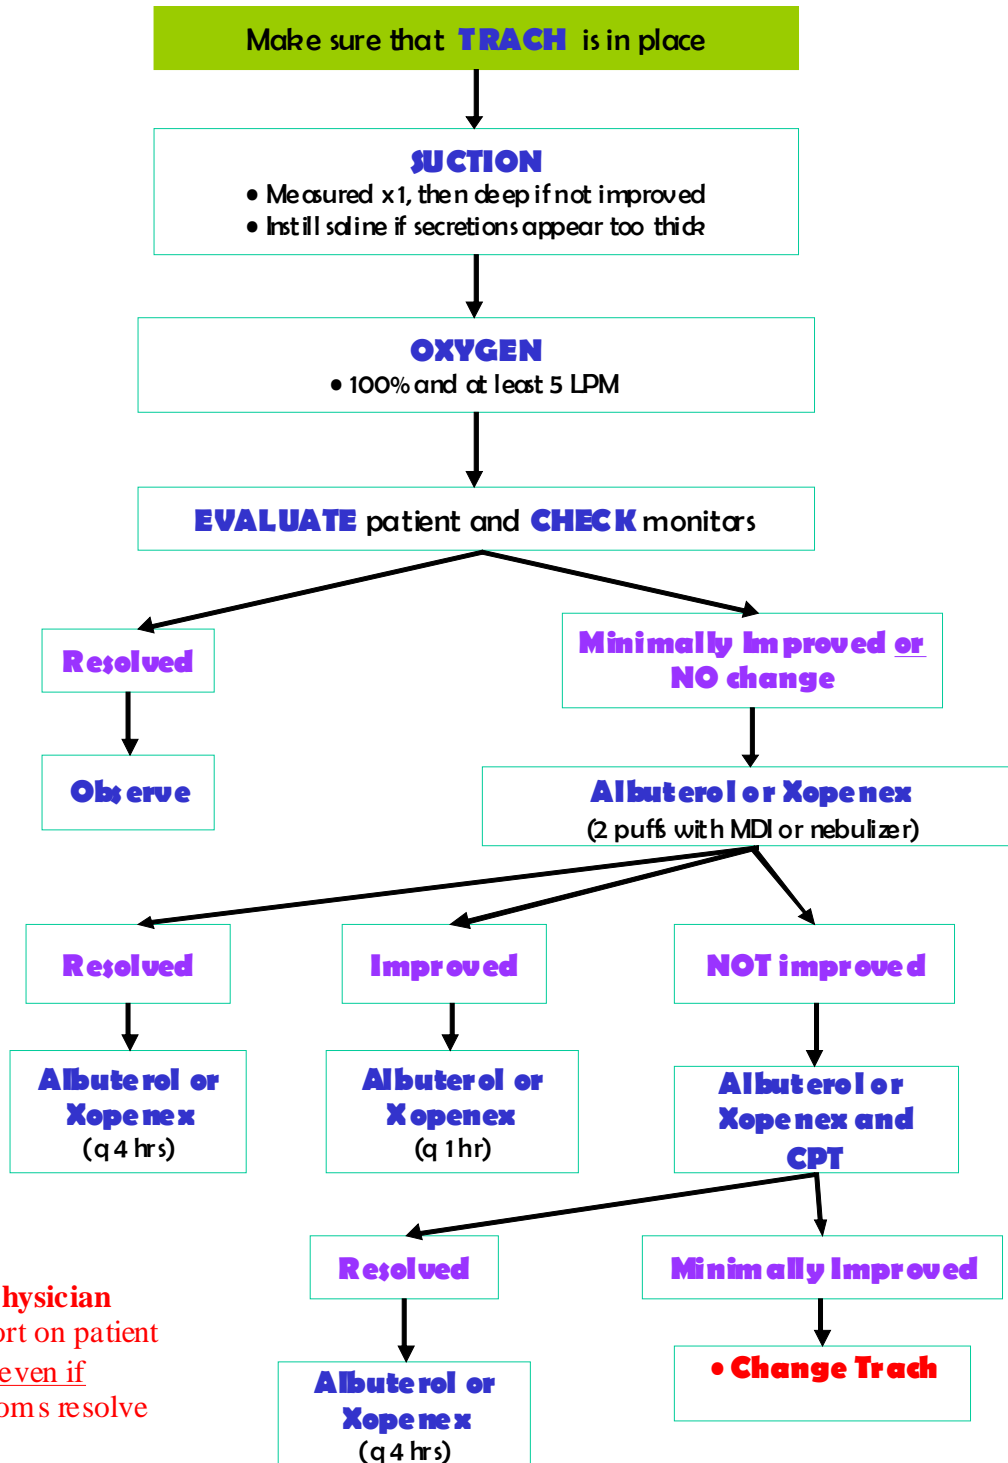 Make sure that TRACH is in place
SUCTION
• Measured x1, then deep if not improved
• Instill saline if secretions appear too thick
OXYGEN
• 100% and at least 5 LPM
EVALUATE patient and CHECK monitors
Resolved
Minimally Improved or
NO change
Observe
Albuterol or Xopenex
(2 puffs with MDI or nebulizer)
Resolved
Improved
NOT improved
Albuterol or
Xopenex
(q 4 hrs)
Albuterol or
Xopenex
(q 1 hr)
Albuterol or
Xopenex and
CPT
Resolved
Minimally Improved
Albuterol or
Xopenex
(q 4 hrs)
• Change Trach
hysician
ort on patient
even if
oms resolve